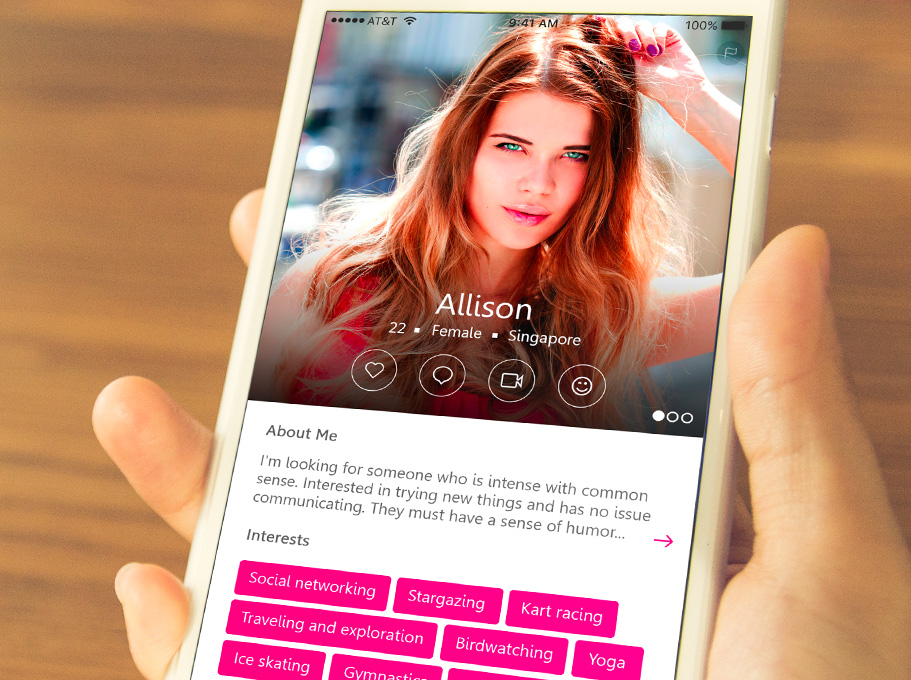 AT&T 9:41 AM 100%
Allison
22 ▪ Female ▪ Singapore
About Me
I'm looking for someone who is intense with common
sense. Interested in trying new things and has no issue
communicating. They must have a sense of humor...
Interests
Social networking Stargazing Kart racing
Traveling and exploration Birdwatching Yoga
Ice skating Gymnastics